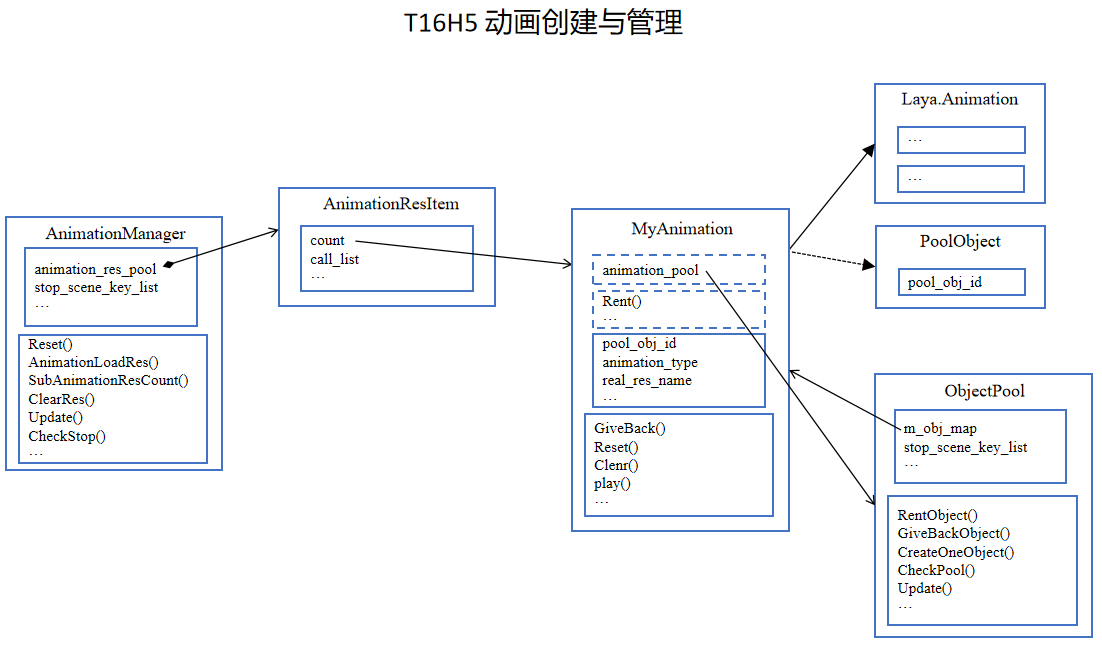 T16H5 动画创建与管理
AnimationManager
animation_res_pool
stop_scene_key_list
…
Reset()
AnimationLoadRes()
SubAnimationResCount()
ClearRes()
Update()
CheckStop()
…
AnimationResItem
count
call_list
…
MyAnimation
animation_pool
Rent()
…
pool_obj_id
animation_type
real_res_name
…
GiveBack()
Reset()
Clenr()
play()
…
Laya.Animation
…
…
PoolObject
pool_obj_id
ObjectPool
m_obj_map
stop_scene_key_list
…
RentObject()
GiveBackObject()
CreateOneObject()
CheckPool()
Update()
…